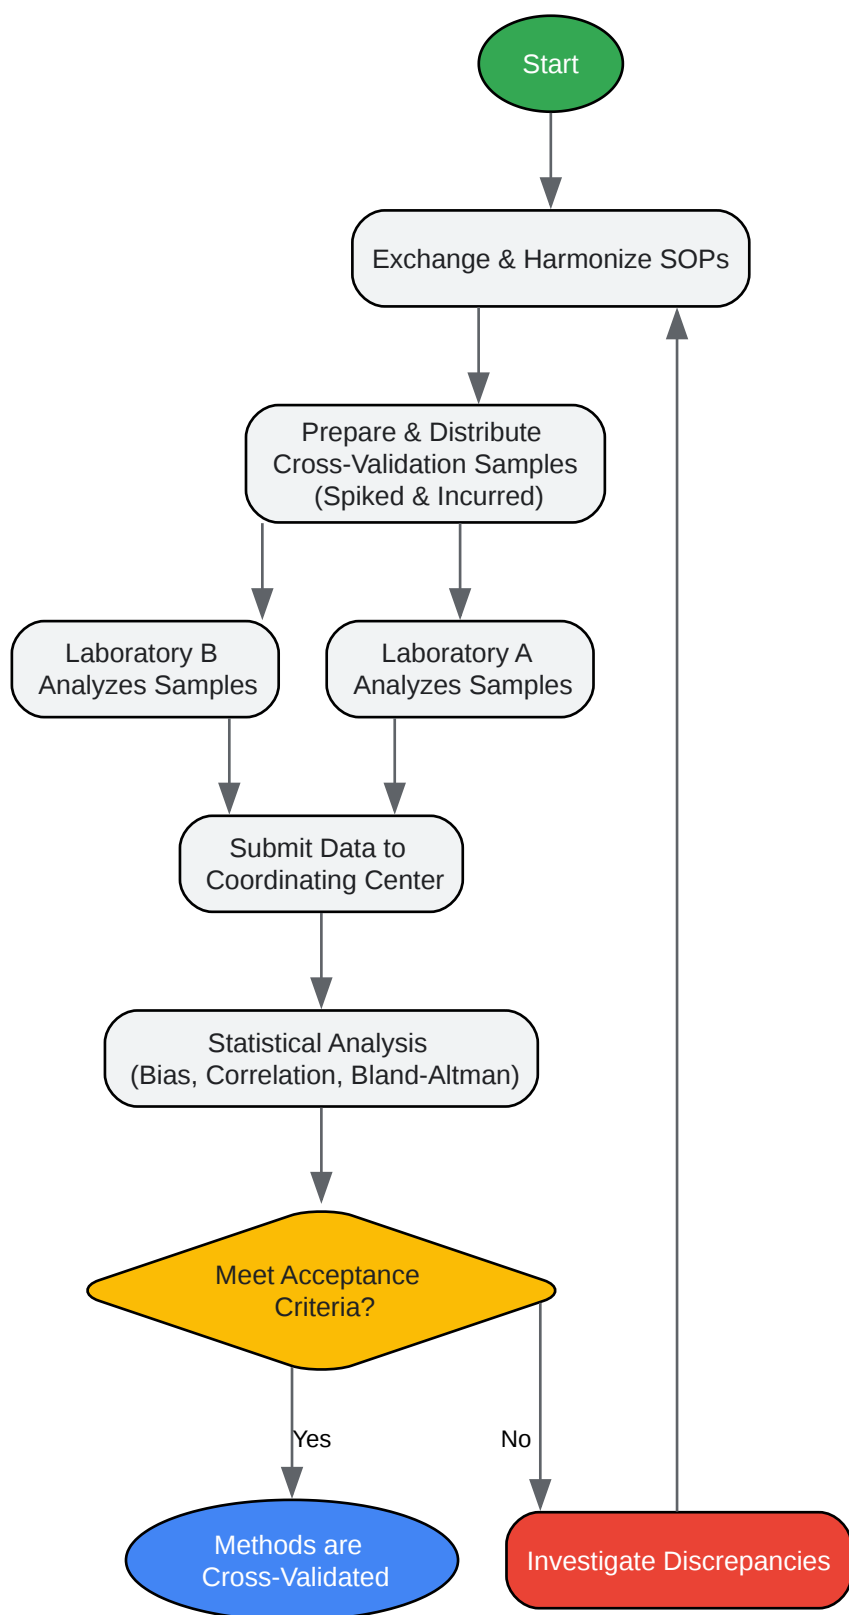 Start
Exchange & Harmonize SOPs
Prepare & Distribute
Cross-Validation Samples
(Spiked & Incurred)
Laboratory B
Analyzes Samples
Laboratory A
Analyzes Samples
Submit Data to
Coordinating Center
Statistical Analysis
(Bias, Correlation, Bland-Altman)
Meet Acceptance
Criteria?
Yes
No
Methods are
Cross-Validated
Investigate Discrepancies